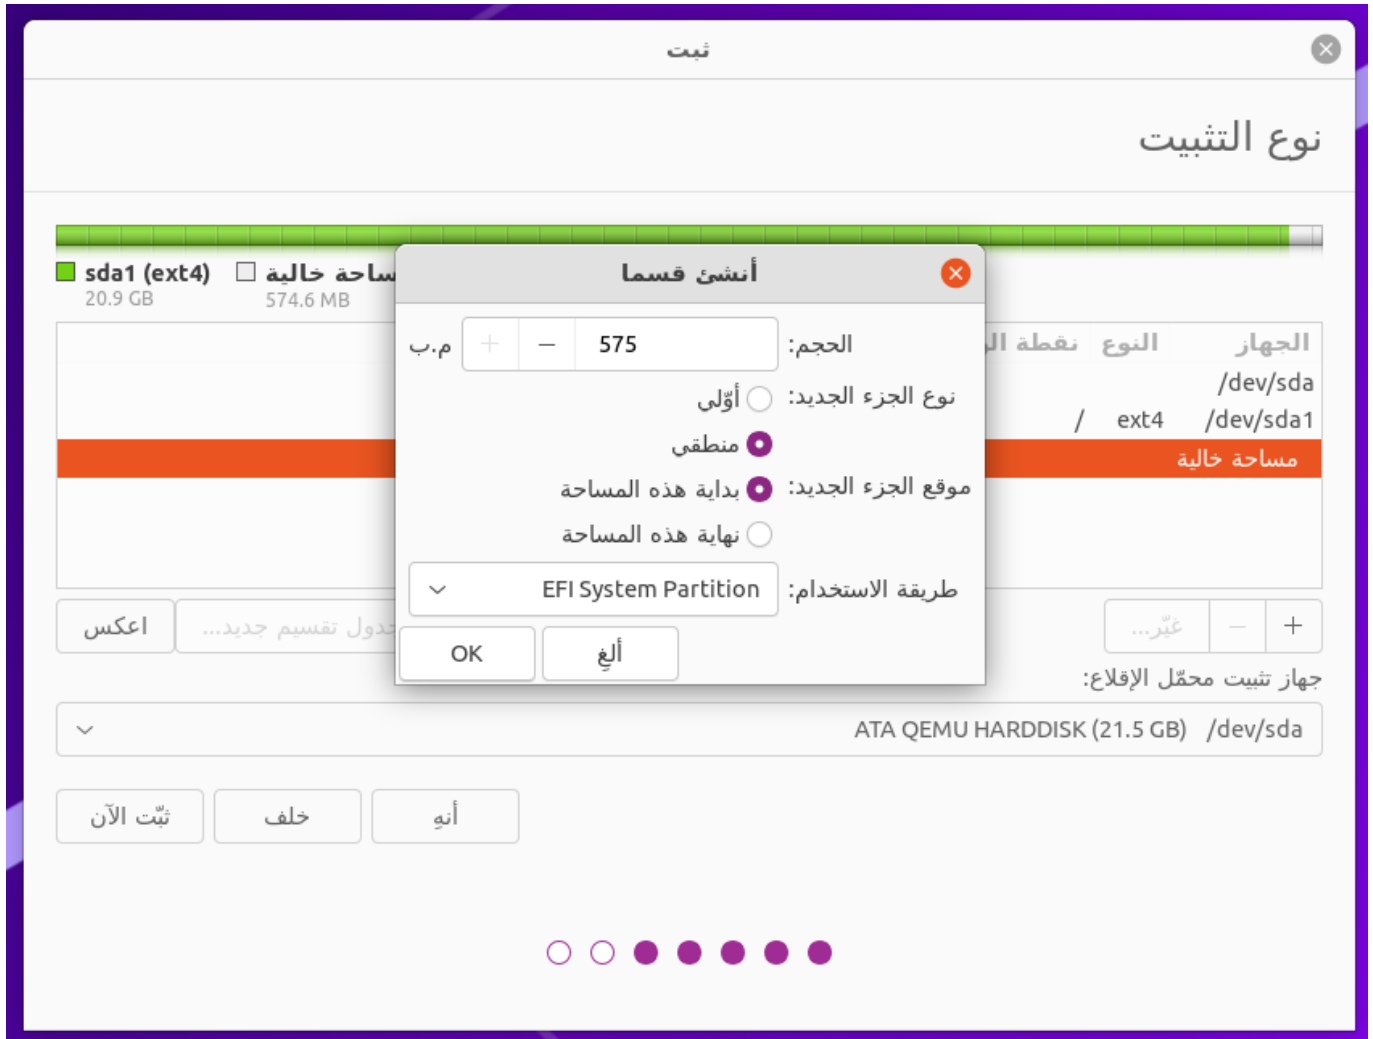 ثبت
نوع التثبيت
sda1 (ext4)
20.9 GB
مساحة خالية
574.6 MB
أنشئ قسما
الحجم: 575 م.ب
نوع الجزء الجديد: أوّلي
منطقي
موقع الجزء الجديد: بداية هذه المساحة
نهاية هذه المساحة
طريقة الاستخدام: EFI System Partition
ألغِ OK
الجهاز النوع نقطة
/dev/sda
/dev/sda1 ext4 /
مساحة خالية
+ − غيّر...
تقسيم جديد... اعكس
جهاز تثبيت محمّل الإقلاع:
/dev/sda ATA QEMU HARDDISK (21.5 GB)
أنهِ خلف ثبّت الآن